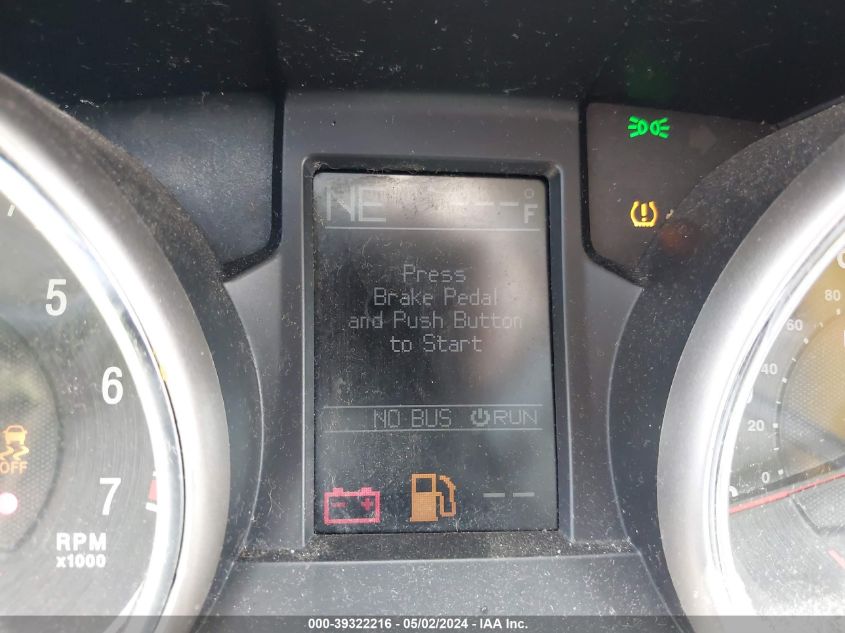 NE ---°F
Press
Brake Pedal
and Push Button
to Start
NO BUS RUN
--
5
6
7
RPM
x1000
OFF
80
60
40
20
0
000-39322216 - 05/02/2024 - IAA Inc.